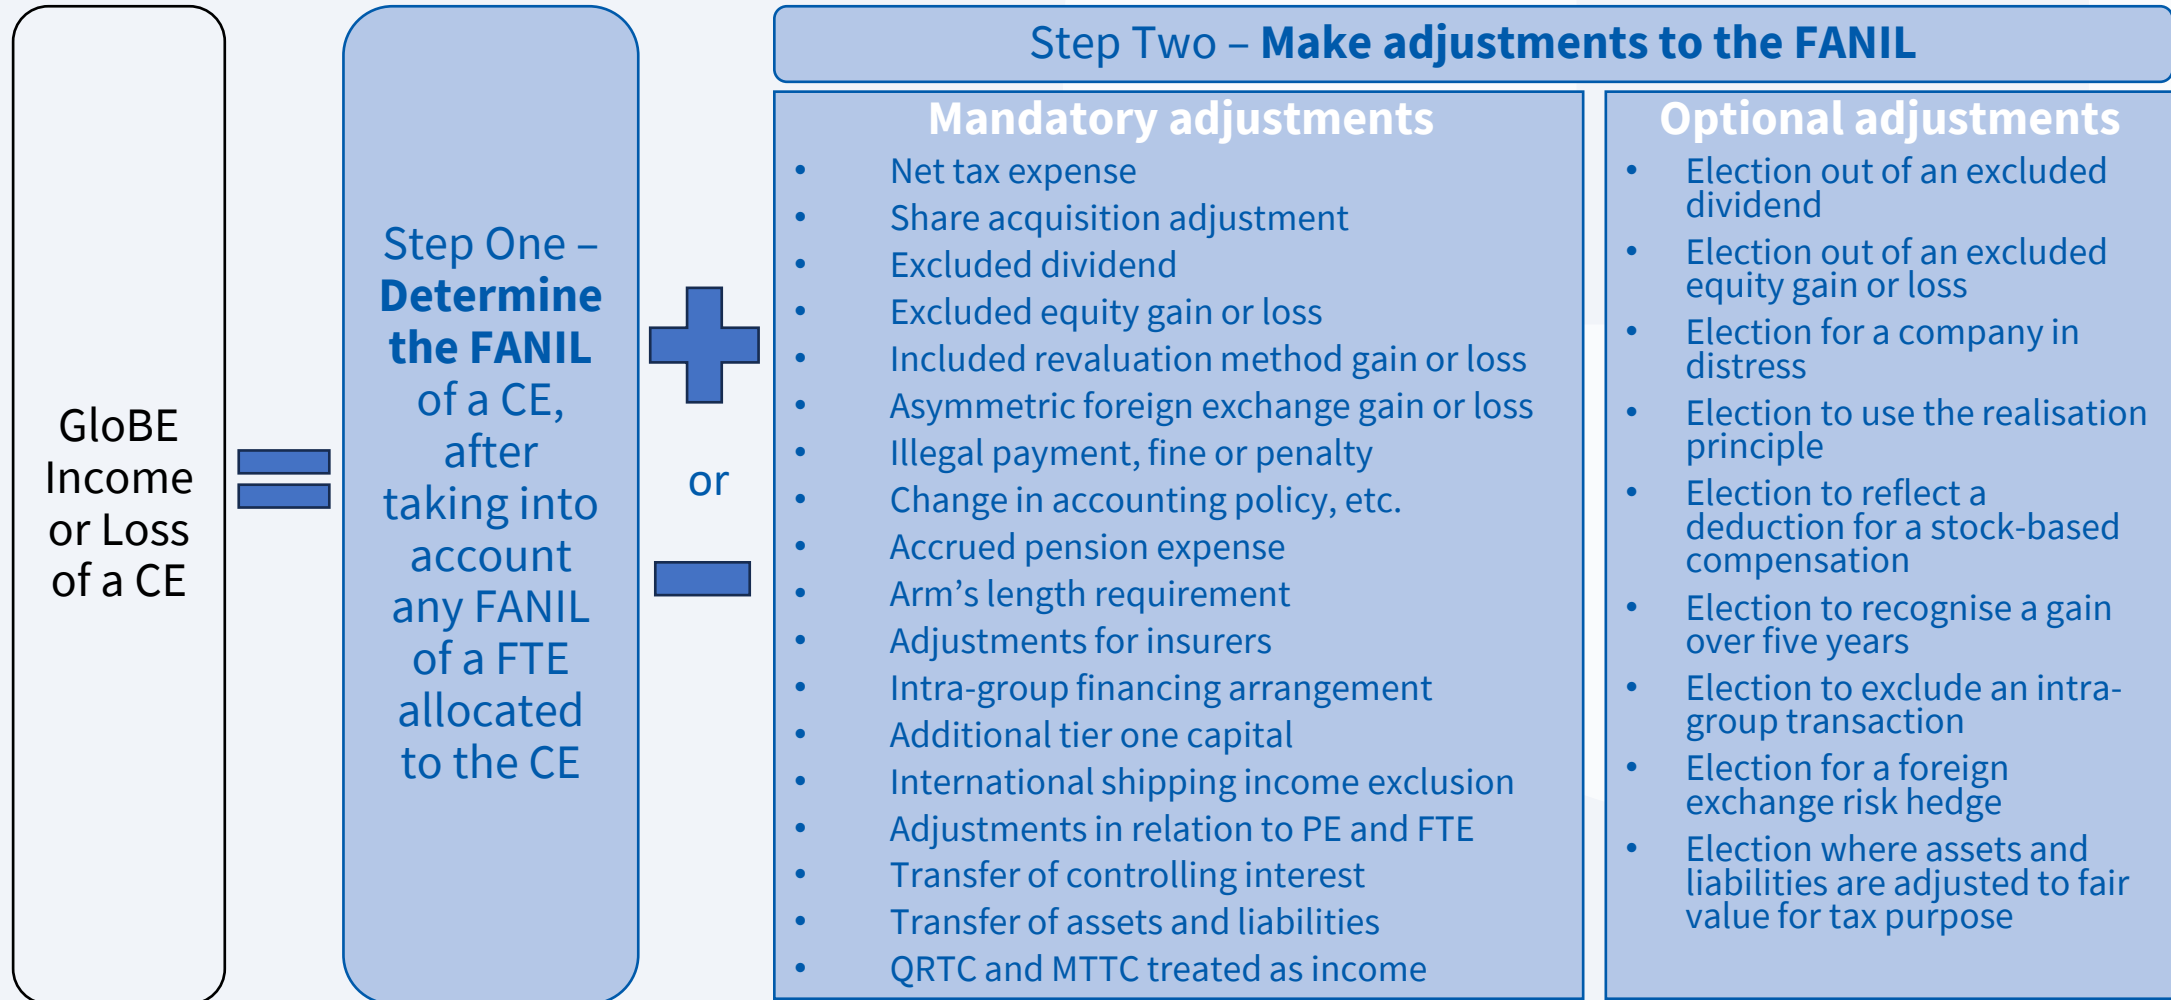 GloBE
Income
or Loss
of a CE
Step One –
Determine
the FANIL
of a CE,
after
taking into
account
any FANIL
of a FTE
allocated
to the CE
or
Step Two – Make adjustments to the FANIL
Mandatory adjustments
• Net tax expense
• Share acquisition adjustment
• Excluded dividend
• Excluded equity gain or loss
• Included revaluation method gain or loss
• Asymmetric foreign exchange gain or loss
• Illegal payment, fine or penalty
• Change in accounting policy, etc.
• Accrued pension expense
• Arm’s length requirement
• Adjustments for insurers
• Intra-group financing arrangement
• Additional tier one capital
• International shipping income exclusion
• Adjustments in relation to PE and FTE
• Transfer of controlling interest
• Transfer of assets and liabilities
• QRTC and MTTC treated as income
Optional adjustments
• Election out of an excluded
dividend
• Election out of an excluded
equity gain or loss
• Election for a company in
distress
• Election to use the realisation
principle
• Election to reflect a
deduction for a stock-based
compensation
• Election to recognise a gain
over five years
• Election to exclude an intra-
group transaction
• Election for a foreign
exchange risk hedge
• Election where assets and
liabilities are adjusted to fair
value for tax purpose